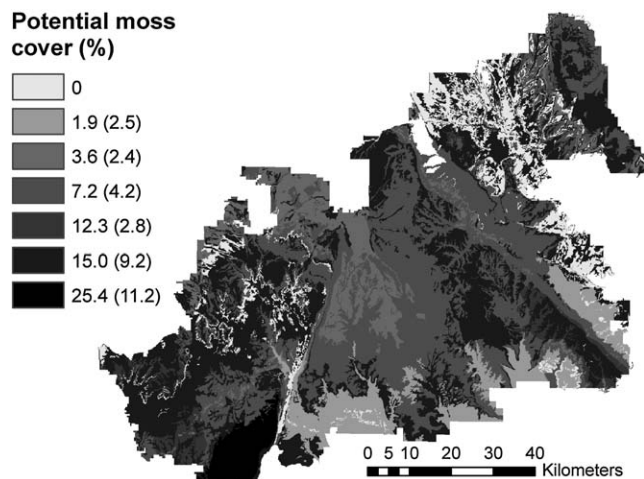 Potential moss
cover (%)
0
1.9 (2.5)
3.6 (2.4)
7.2 (4.2)
12.3 (2.8)
15.0 (9.2)
25.4 (11.2)
0 5 10 20 30 40
Kilometers